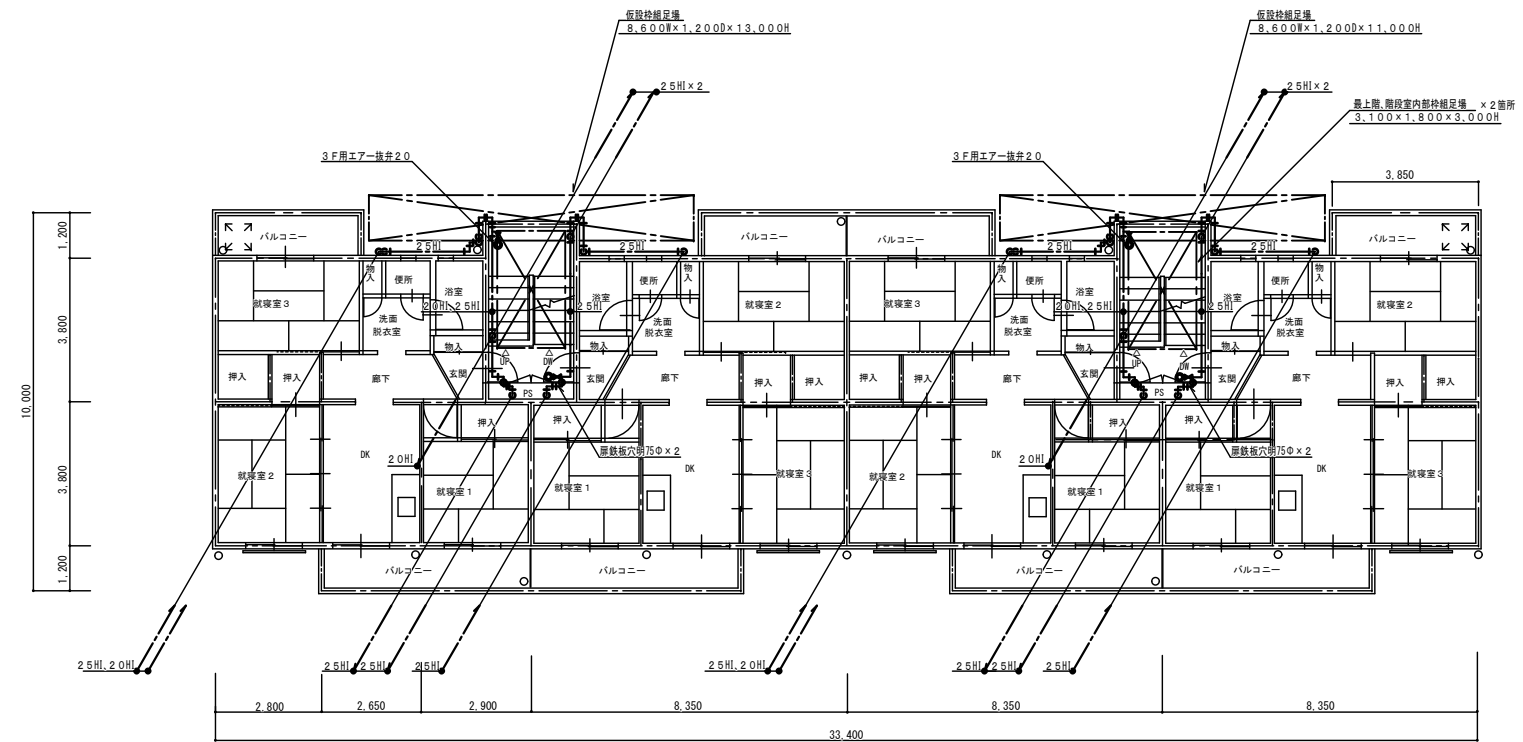 仮設枠組足場
8,600W×1,200D×13,000H
仮設枠組足場
8,600W×1,200D×11,000H
25HI×2
25HI×2
最上階、階段室内部枠組足場 ×2箇所
3,100×1,800×3,000H
3F用エアー抜弁20
3F用エアー抜弁20
3,850
1,200
バルコニー
25HI
25HI
バルコニー
バルコニー
25HI
25HI
バルコニー
物入
便所
浴室
便所
物入
物入
便所
浴室
便所
物入
就寝室3
20HI,25HI
25HI
浴室
就寝室2
就寝室3
20HI,25HI
25HI
浴室
就寝室2
3,800
洗面
脱衣室
洗面
脱衣室
洗面
脱衣室
洗面
脱衣室
物入
UP
DW
物入
物入
UP
DW
物入
押入
押入
廊下
玄関
PS
玄関
廊下
押入
押入
押入
押入
廊下
玄関
PS
玄関
廊下
押入
押入
10,000
押入
押入
押入
押入
扉鉄板穴明75Φ×2
扉鉄板穴明75Φ×2
DK
20HI
DK
DK
20HI
DK
3,800
就寝室2
就寝室1
就寝室1
就寝室3
就寝室2
就寝室1
就寝室1
就寝室3
1,200
バルコニー
バルコニー
バルコニー
バルコニー
25HI,20HI
25HI
25HI
25HI
25HI,20HI
25HI
25HI
25HI
2,800
2,650
2,900
8,350
8,350
8,350
33,400